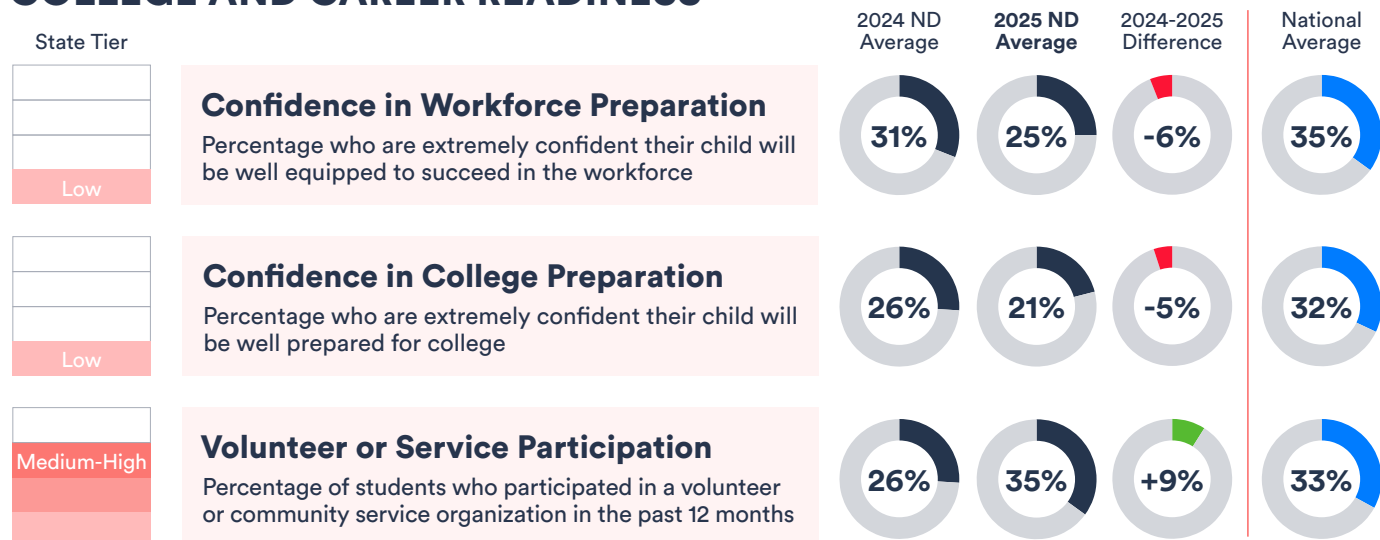 COLLEGE AND CAREER READINESS
State Tier
2024 ND
Average
2025 ND
Average
2024-2025
Difference
National
Average
Low
Confidence in Workforce Preparation
Percentage who are extremely confident their child will
be well equipped to succeed in the workforce
31%
25%
-6%
35%
Low
Confidence in College Preparation
Percentage who are extremely confident their child will
be well prepared for college
26%
21%
-5%
32%
Medium-High
Volunteer or Service Participation
Percentage of students who participated in a volunteer
or community service organization in the past 12 months
26%
35%
+9%
33%